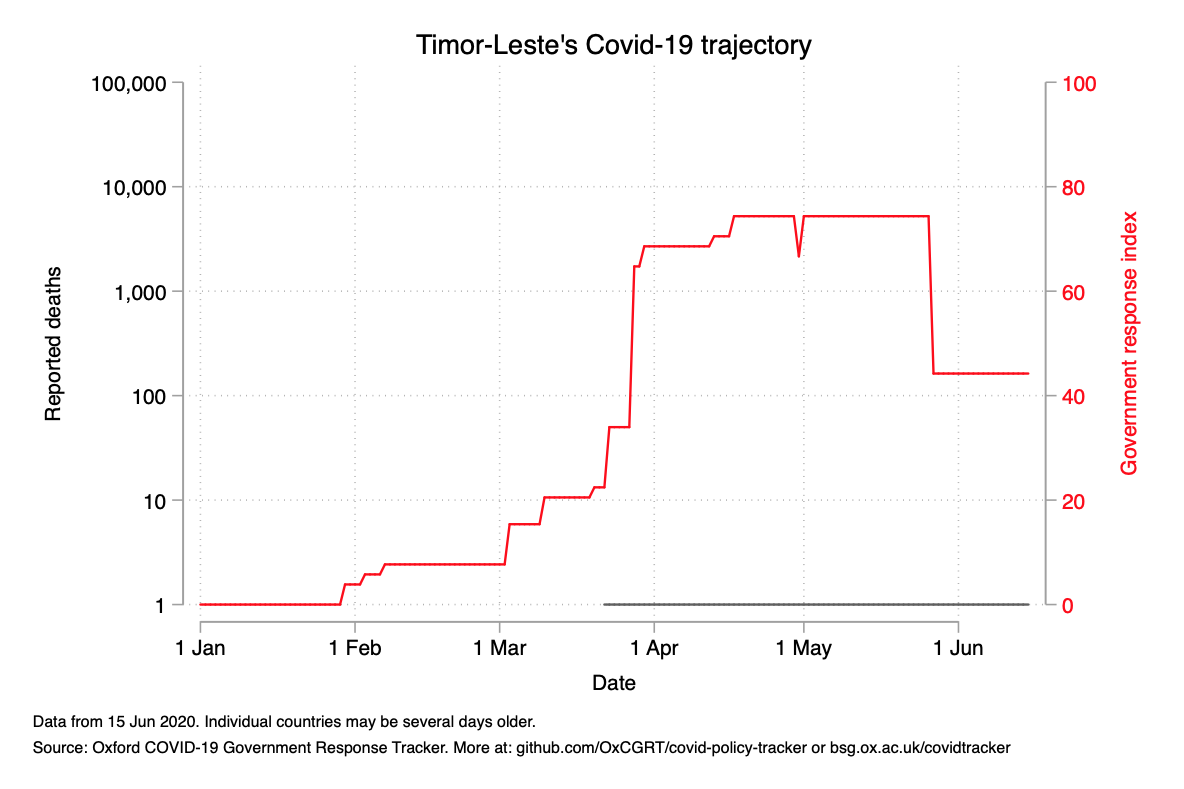 Timor-Leste's Covid-19 trajectory
100,000
10,000
1,000
100
10
1
Reported deaths
100
80
60
40
20
0
Government response index
1 Jan
1 Feb
1 Mar
1 Apr
1 May
1 Jun
Date
Data from 15 Jun 2020. Individual countries may be several days older.
Source: Oxford COVID-19 Government Response Tracker. More at: github.com/OxCGRT/covid-policy-tracker or bsg.ox.ac.uk/covidtracker